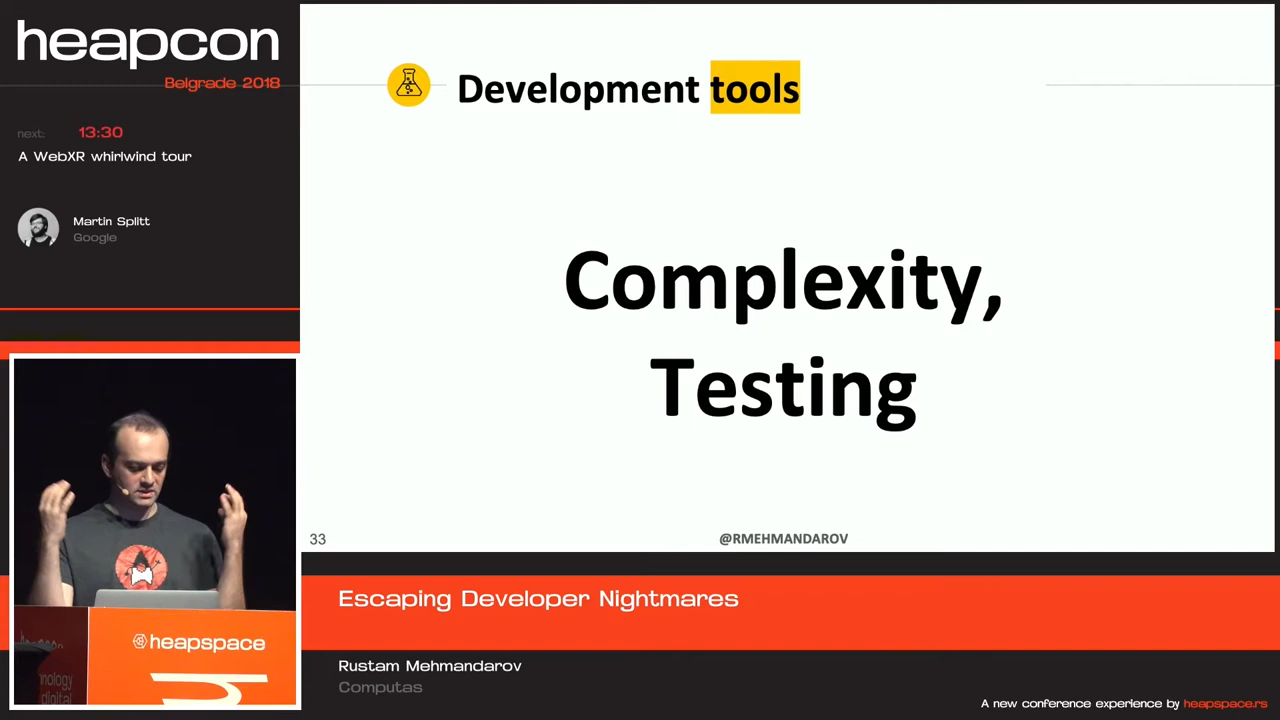 heapcon
Belgrade 2018
next: 13:30
A WebXR whirlwind tour
Martin Splitt
Google
Development tools
Complexity,
Testing
33
@RMEHMANDAROV
heapspace
Escaping Developer Nightmares
Rustam Mehmandarov
Computas
A new conference experience by heapspace.rs